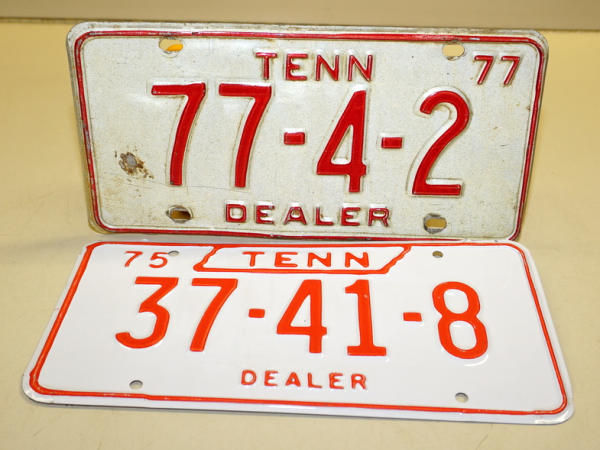 TENN 77
77-4-2
DEALER
75 TENN
37-41-8
DEALER